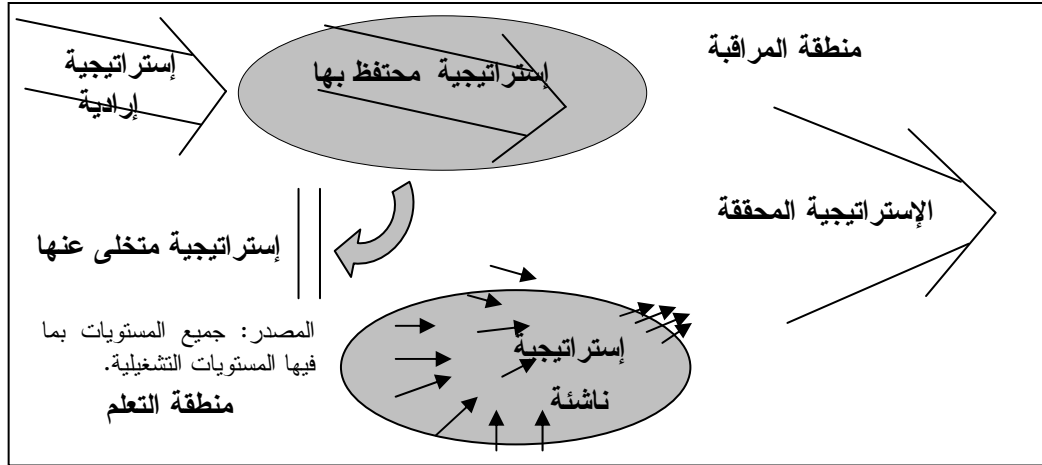 منطقة المراقبة
إستراتيجية
إرادية
إستراتيجية محتفظ بها
الإستراتيجية المحققة
إستراتيجية متخلى عنها
المصدر: جميع المستويات بما
فيها المستويات التشغيلية.
منطقة التعلم
إستراتيجية
ناشئة